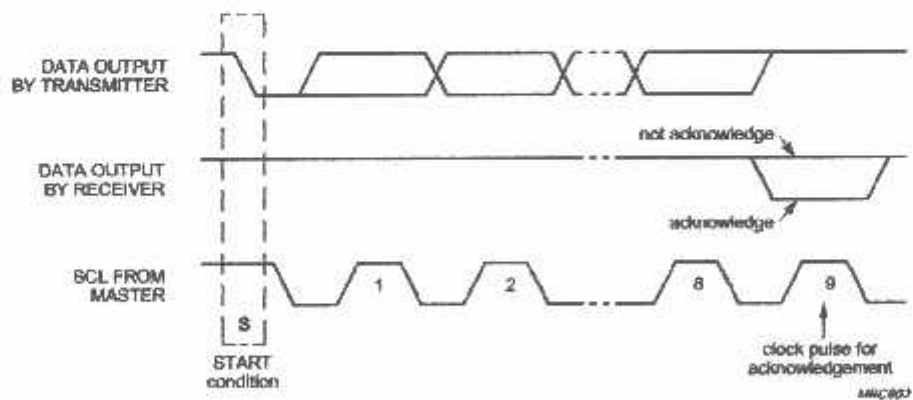 DATA OUTPUT
BY TRANSMITTER
not acknowledge
DATA OUTPUT
BY RECEIVER
acknowledge
SCL FROM
MASTER
1
2
8
9
S
START
condition
clock pulse for
acknowledgement